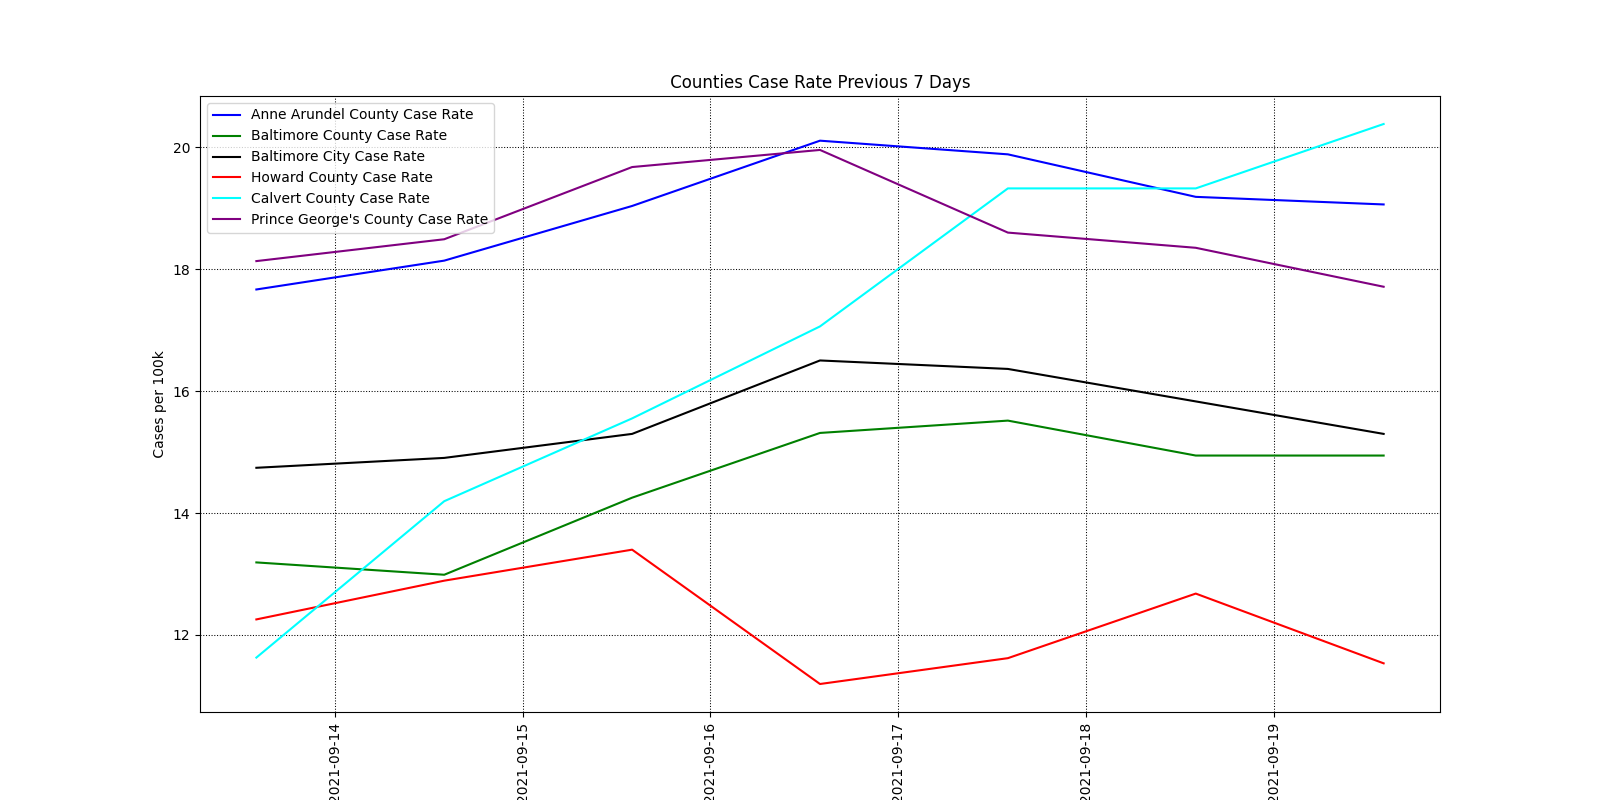 Counties Case Rate Previous 7 Days
Anne Arundel County Case Rate
Baltimore County Case Rate
Baltimore City Case Rate
Howard County Case Rate
Calvert County Case Rate
Prince George's County Case Rate
Cases per 100k
20
18
16
14
12
2021-09-14
2021-09-15
2021-09-16
2021-09-17
2021-09-18
2021-09-19